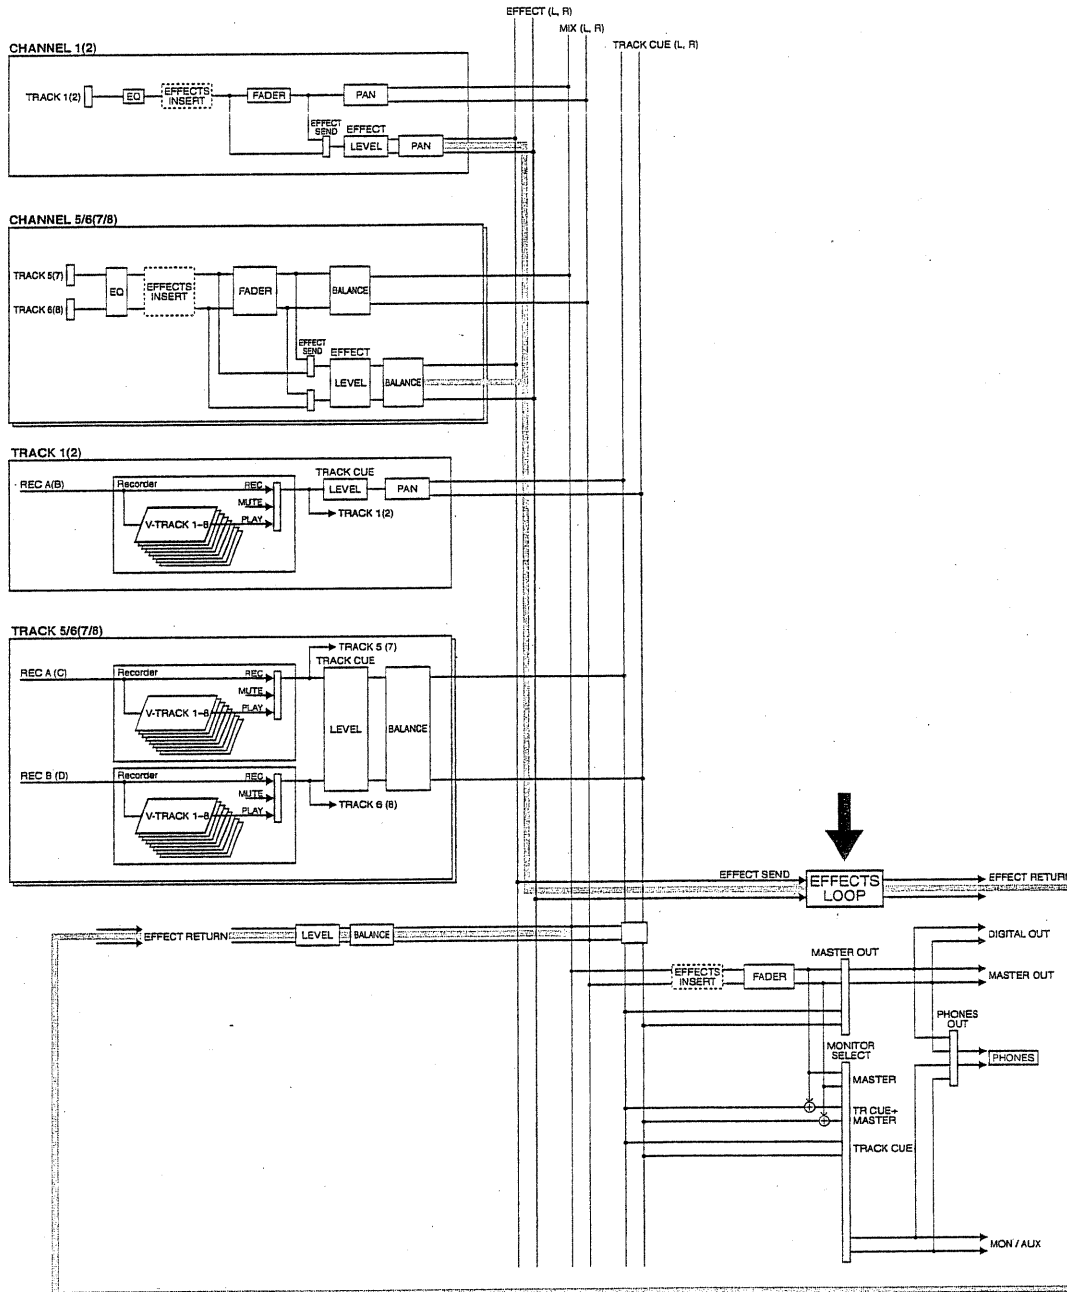 EFFECT (L, R)
MIX (L, R)
TRACK CUE (L, R)
CHANNEL 1(2)
TRACK 1(2)
EQ
EFFECTS
INSERT
FADER
PAN
EFFECT
SEND
EFFECT
LEVEL
PAN
CHANNEL 5/6(7/8)
TRACK 5(7)
TRACK 6(8)
EQ
EFFECTS
INSERT
FADER
BALANCE
EFFECT
SEND
EFFECT
LEVEL
BALANCE
TRACK 1(2)
REC A(B)
Recorder
REC
MUTE
PLAY
V-TRACK 1–8
TRACK CUE
LEVEL
PAN
TRACK 1(2)
TRACK 5/6(7/8)
TRACK 5 (7)
TRACK CUE
REC A (C)
Recorder
REC
MUTE
PLAY
V-TRACK 1–8
LEVEL
BALANCE
REC B (D)
Recorder
REC
MUTE
PLAY
V-TRACK 1–8
TRACK 6 (8)
EFFECT SEND
EFFECTS
LOOP
EFFECT RETURN
EFFECT RETURN
LEVEL
BALANCE
DIGITAL OUT
MASTER OUT
EFFECTS
INSERT
FADER
MASTER OUT
PHONES
OUT
PHONES
MONITOR
SELECT
MASTER
TR CUE+
MASTER
TRACK CUE
MON / AUX